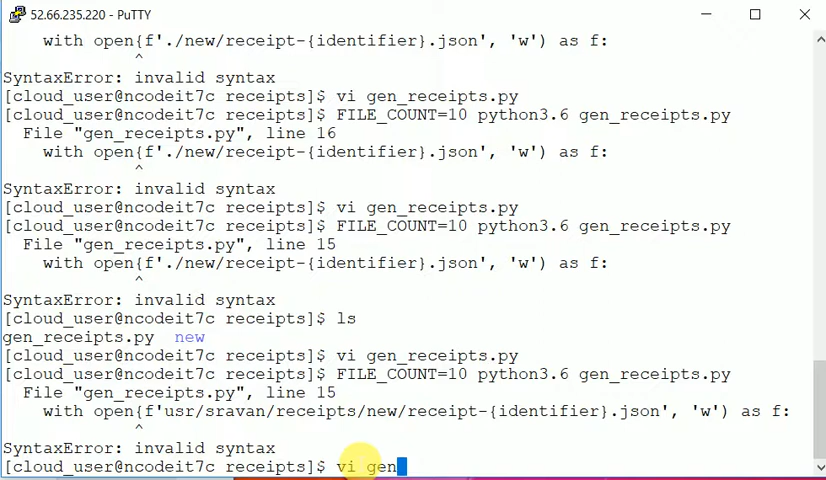 52.66.235.220 - PuTTY
with open{f'./new/receipt-{identifier}.json', 'w') as f:
^
SyntaxError: invalid syntax
[cloud_user@ncodeit7c receipts]$ vi gen_receipts.py
[cloud_user@ncodeit7c receipts]$ FILE_COUNT=10 python3.6 gen_receipts.py
File "gen_receipts.py", line 16
with open{f'./new/receipt-{identifier}.json', 'w') as f:
^
SyntaxError: invalid syntax
[cloud_user@ncodeit7c receipts]$ vi gen_receipts.py
[cloud_user@ncodeit7c receipts]$ FILE_COUNT=10 python3.6 gen_receipts.py
File "gen_receipts.py", line 15
with open{f'./new/receipt-{identifier}.json', 'w') as f:
^
SyntaxError: invalid syntax
[cloud_user@ncodeit7c receipts]$ ls
gen_receipts.py  new
[cloud_user@ncodeit7c receipts]$ vi gen_receipts.py
[cloud_user@ncodeit7c receipts]$ FILE_COUNT=10 python3.6 gen_receipts.py
File "gen_receipts.py", line 15
with open{f'usr/sravan/receipts/new/receipt-{identifier}.json', 'w') as f:
^
SyntaxError: invalid syntax
[cloud_user@ncodeit7c receipts]$ vi gen